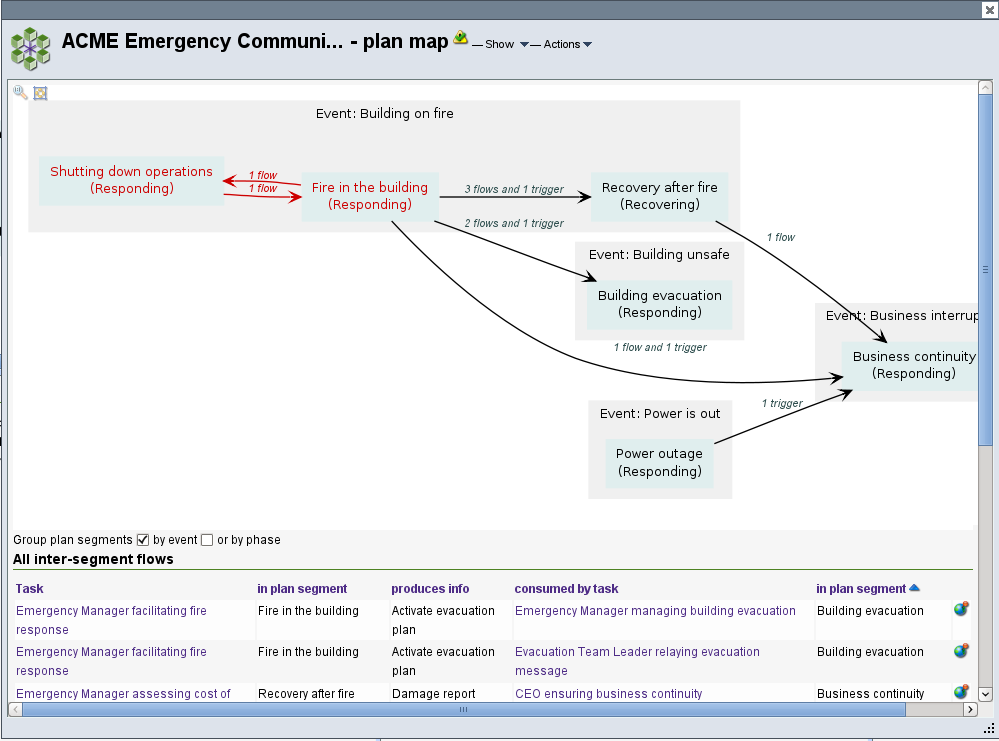 ACME Emergency Communi... - plan map — Show — Actions
Event: Building on fire
Shutting down operations
(Responding)
1 flow
1 flow
Fire in the building
(Responding)
3 flows and 1 trigger
Recovery after fire
(Recovering)
2 flows and 1 trigger
1 flow
Event: Building unsafe
Building evacuation
(Responding)
Event: Business interrup
1 flow and 1 trigger
Business continuity
(Responding)
1 trigger
Event: Power is out
Power outage
(Responding)
Group plan segments by event or by phase
All inter-segment flows
Task in plan segment produces info consumed by task in plan segment
Emergency Manager facilitating fire Fire in the building Activate evacuation Emergency Manager managing building evacuation Building evacuation
response plan
Emergency Manager facilitating fire Fire in the building Activate evacuation Evacuation Team Leader relaying evacuation Building evacuation
response plan message
Emergency Manager assessing cost of Recovery after fire Damage report CEO ensuring business continuity Business continuity